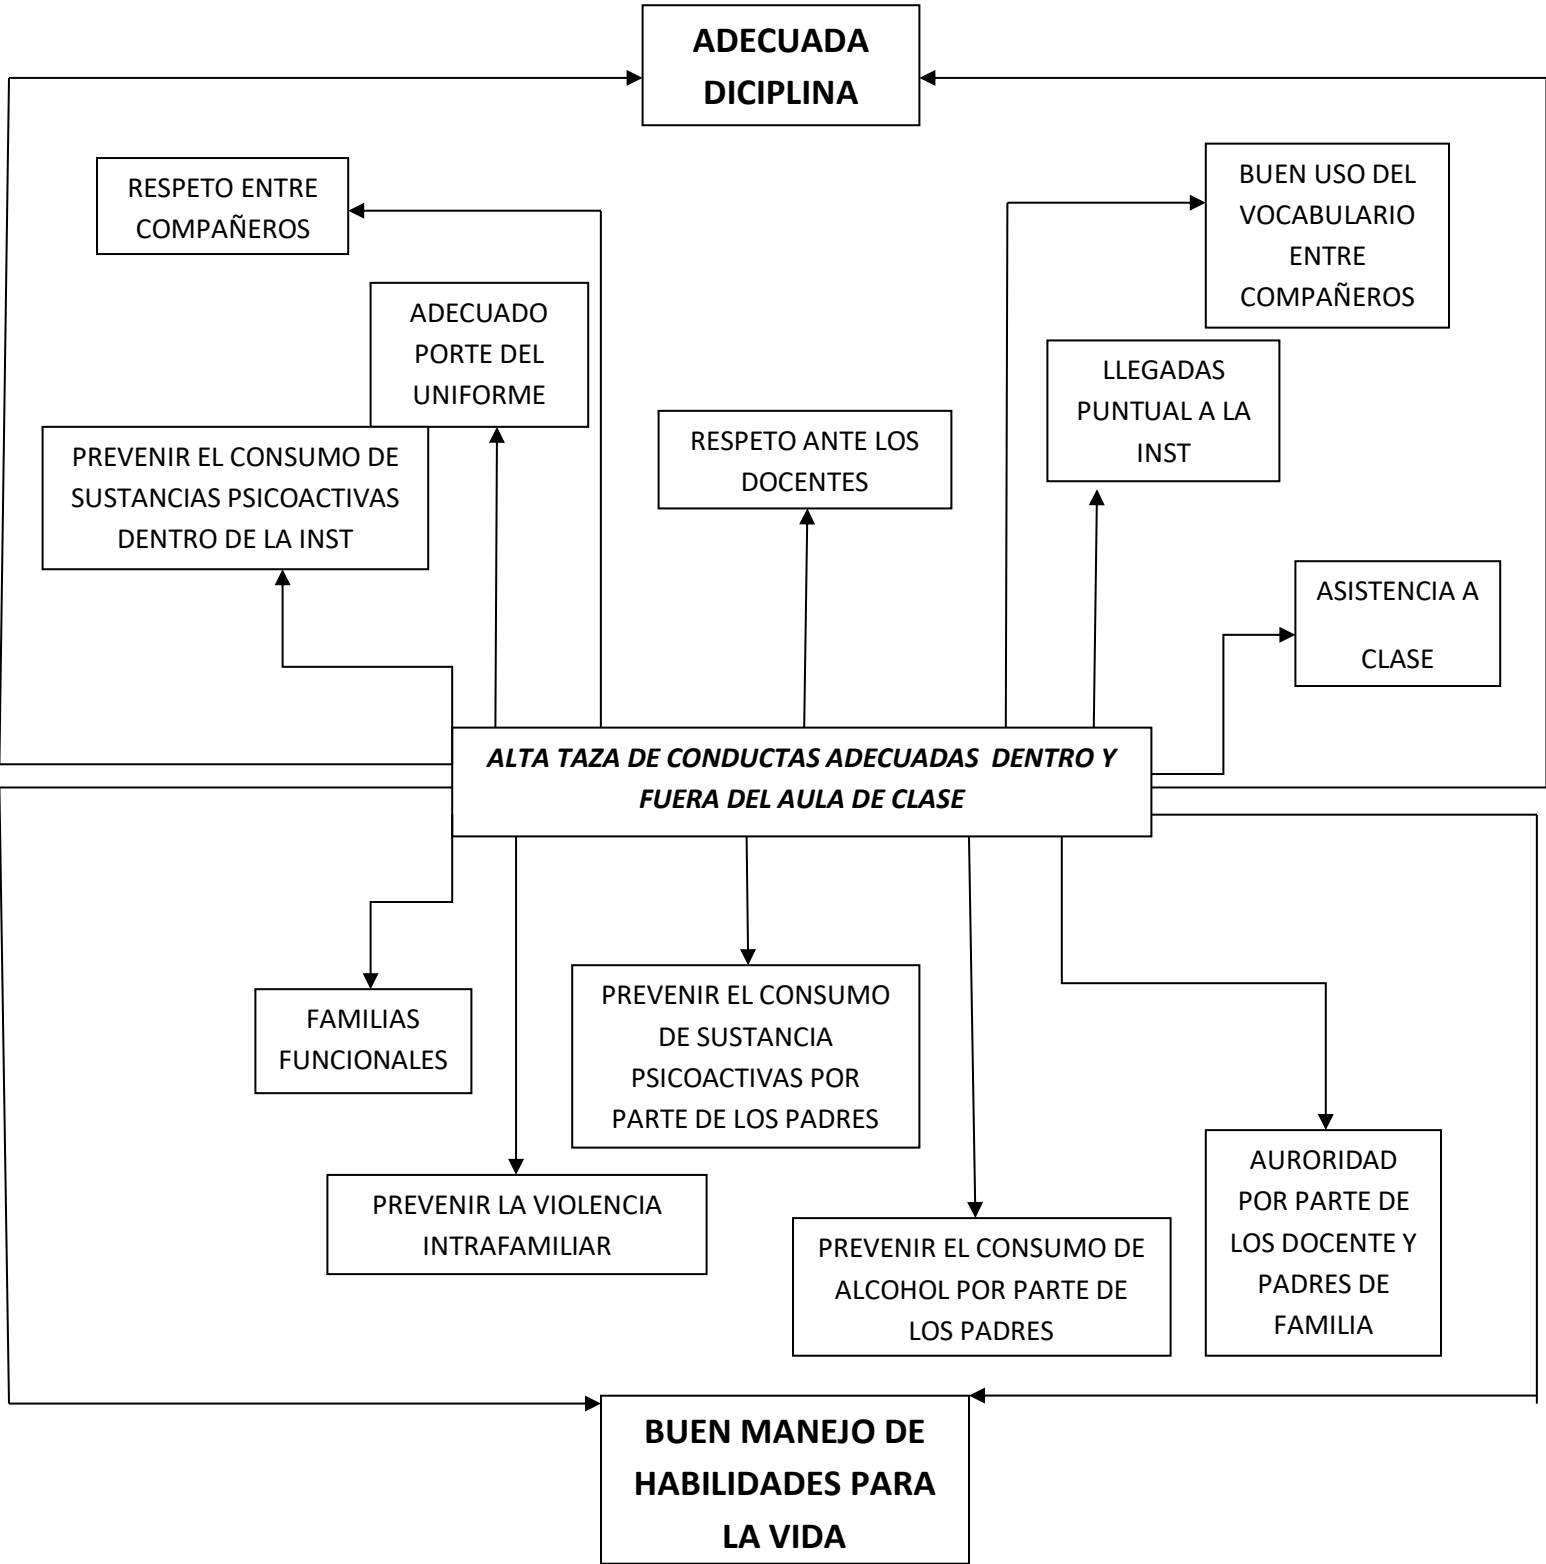 ADECUADA
DICIPLINA
RESPETO ENTRE
COMPAÑEROS
BUEN USO DEL
VOCABULARIO
ENTRE
COMPAÑEROS
ADECUADO
PORTE DEL
UNIFORME
LLEGADAS
PUNTUAL A LA
INST
PREVENIR EL CONSUMO DE
SUSTANCIAS PSICOACTIVAS
DENTRO DE LA INST
RESPETO ANTE LOS
DOCENTES
ASISTENCIA A
CLASE
ALTA TAZA DE CONDUCTAS ADECUADAS  DENTRO Y
FUERA DEL AULA DE CLASE
FAMILIAS
FUNCIONALES
PREVENIR EL CONSUMO
DE SUSTANCIA
PSICOACTIVAS POR
PARTE DE LOS PADRES
PREVENIR LA VIOLENCIA
INTRAFAMILIAR
PREVENIR EL CONSUMO DE
ALCOHOL POR PARTE DE
LOS PADRES
AURORIDAD
POR PARTE DE
LOS DOCENTE Y
PADRES DE
FAMILIA
BUEN MANEJO DE
HABILIDADES PARA
LA VIDA